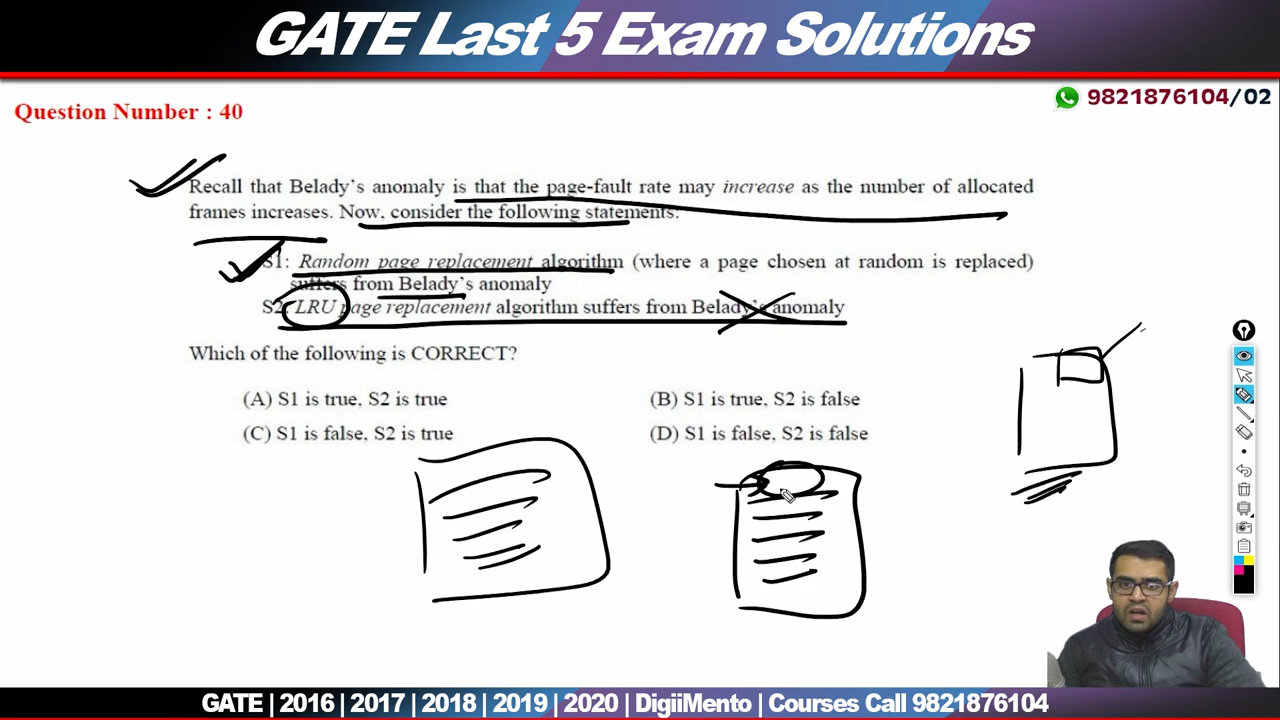 GATE Last 5 Exam Solutions
Question Number : 40
9821876104/02
Recall that Belady's anomaly is that the page-fault rate may increase as the number of allocated
frames increases. Now, consider the following statements:
S1: Random page replacement algorithm (where a page chosen at random is replaced)
suffers from Belady's anomaly
S2: LRU page replacement algorithm suffers from Belady's anomaly
Which of the following is CORRECT?
(A) S1 is true, S2 is true
(B) S1 is true, S2 is false
(C) S1 is false, S2 is true
(D) S1 is false, S2 is false
GATE | 2016 | 2017 | 2018 | 2019 | 2020 | DigiiMento | Courses Call 9821876104